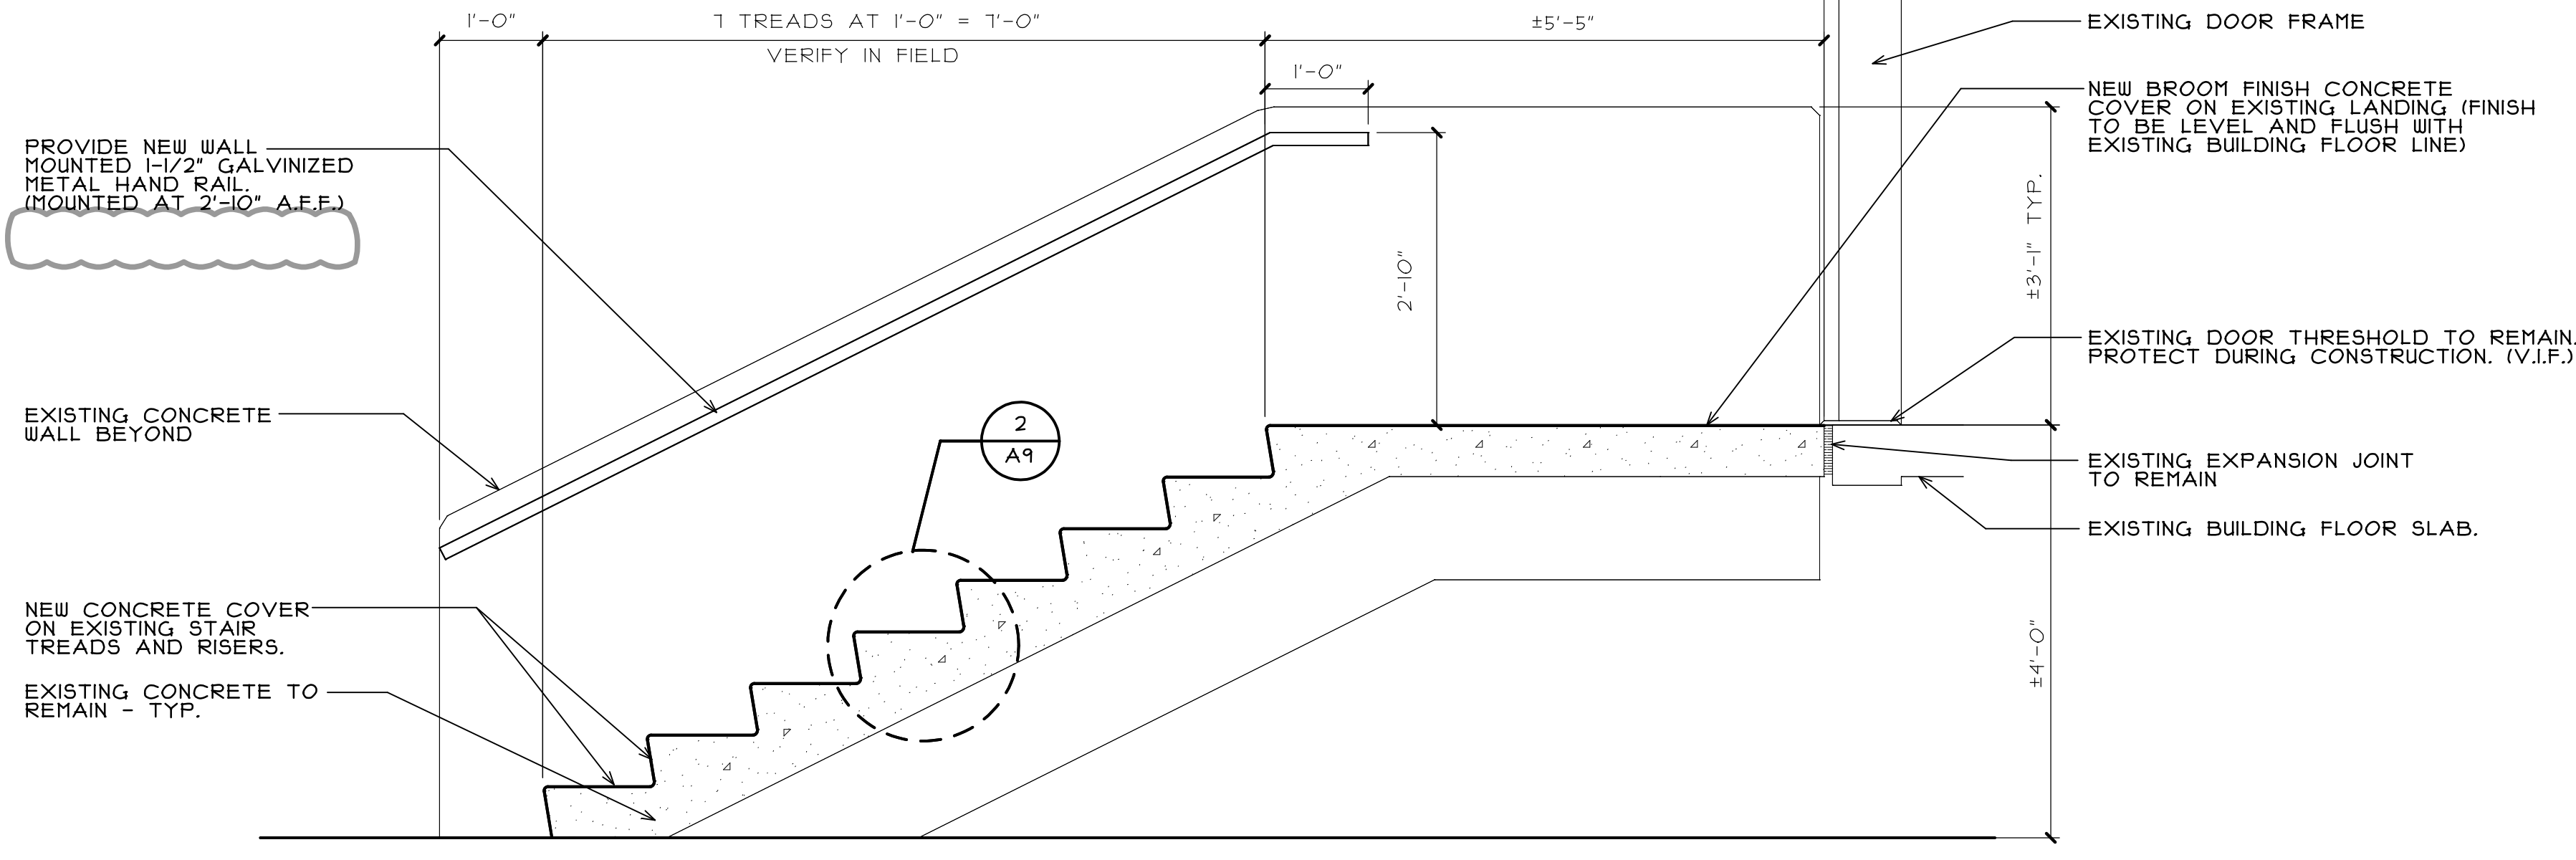 1'-0"
7 TREADS AT 1'-0" = 7'-0"
VERIFY IN FIELD
±5'-5"
1'-0"
EXISTING DOOR FRAME
NEW BROOM FINISH CONCRETE
COVER ON EXISTING LANDING (FINISH
TO BE LEVEL AND FLUSH WITH
EXISTING BUILDING FLOOR LINE)
PROVIDE NEW WALL
MOUNTED 1-1/2" GALVINIZED
METAL HAND RAIL.
(MOUNTED AT 2'-10" A.F.F.)
±3'-1" TYP.
2'-10"
EXISTING DOOR THRESHOLD TO REMAIN.
PROTECT DURING CONSTRUCTION. (V.I.F.)
EXISTING CONCRETE
WALL BEYOND
2
A9
EXISTING EXPANSION JOINT
TO REMAIN
EXISTING BUILDING FLOOR SLAB.
NEW CONCRETE COVER
ON EXISTING STAIR
TREADS AND RISERS.
±4'-0"
EXISTING CONCRETE TO
REMAIN - TYP.